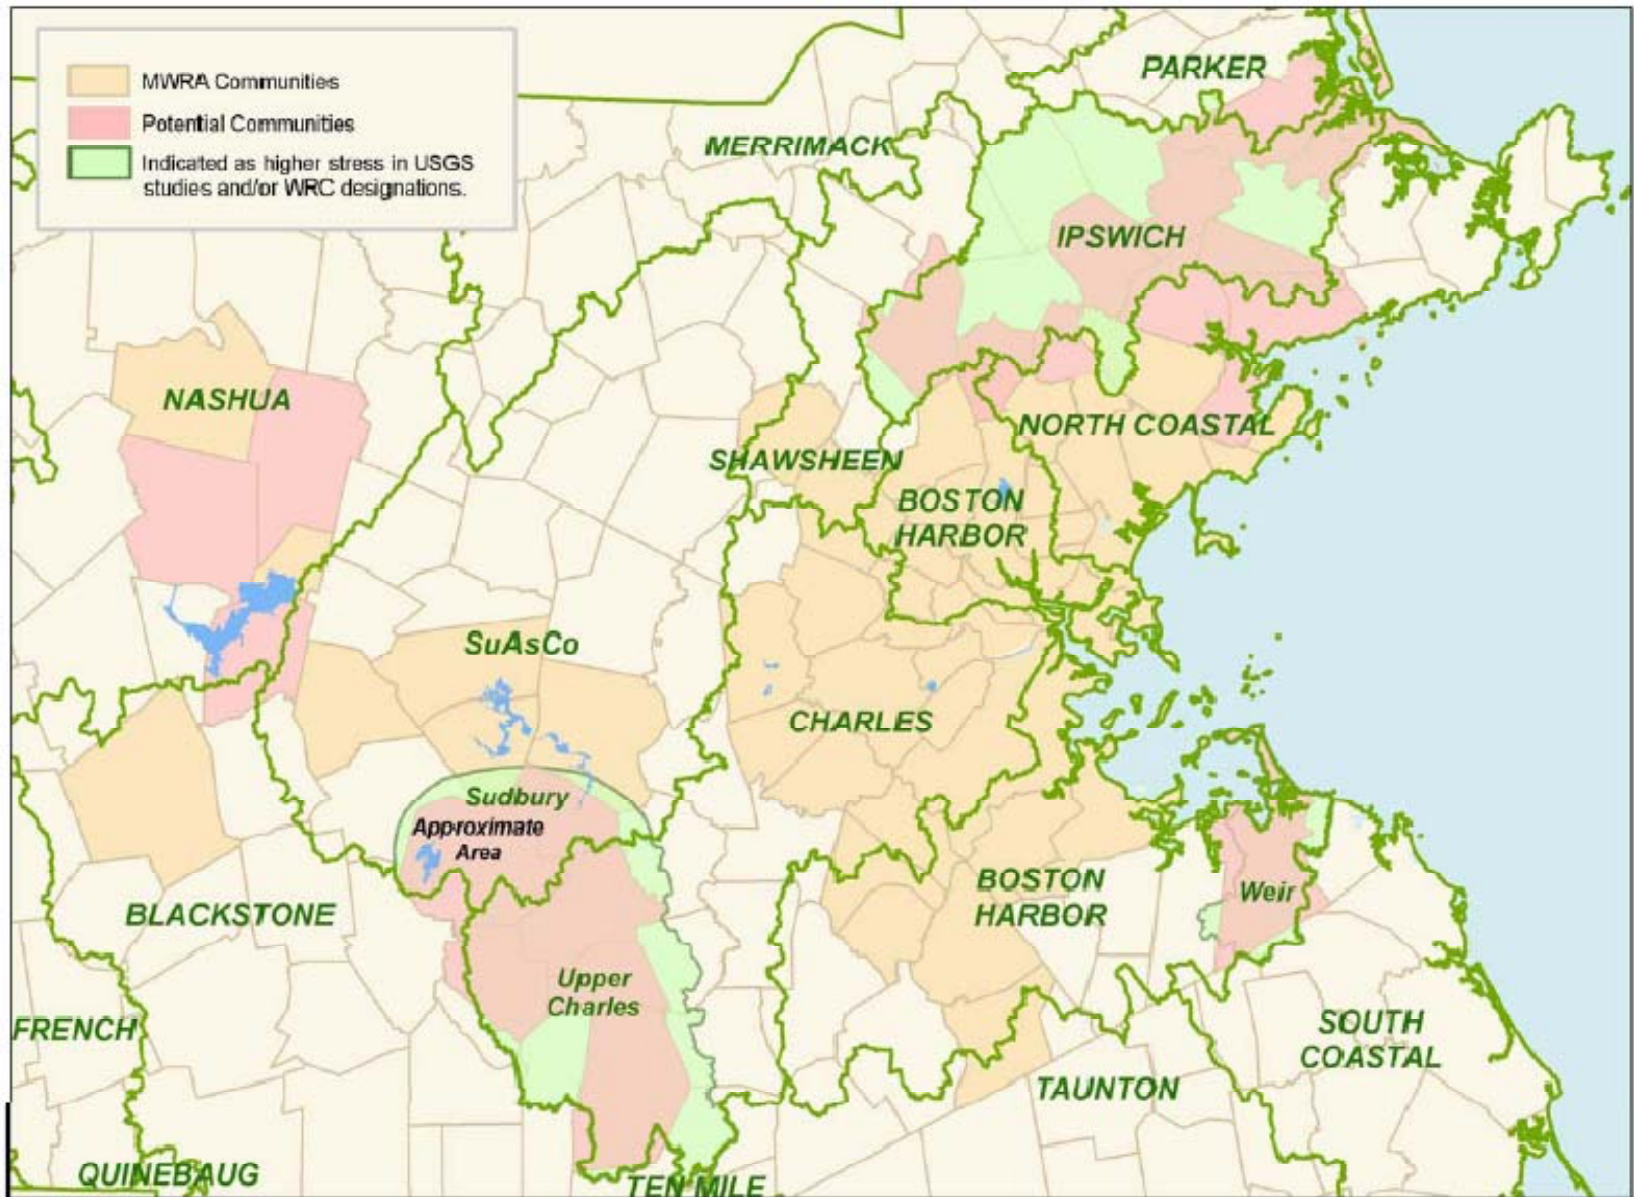 MWRA Communities
Potential Communities
Indicated as higher stress in USGS
studies and/or WRC designations.
PARKER
MERRIMACK
IPSWICH
NASHUA
NORTH COASTAL
SHAWSHEEN
BOSTON
HARBOR
SuAsCo
CHARLES
Sudbury
Approximate
Area
BOSTON
HARBOR
Weir
BLACKSTONE
Upper
Charles
FRENCH
SOUTH
COASTAL
TAUNTON
QUINEBAUG
TEN MILE